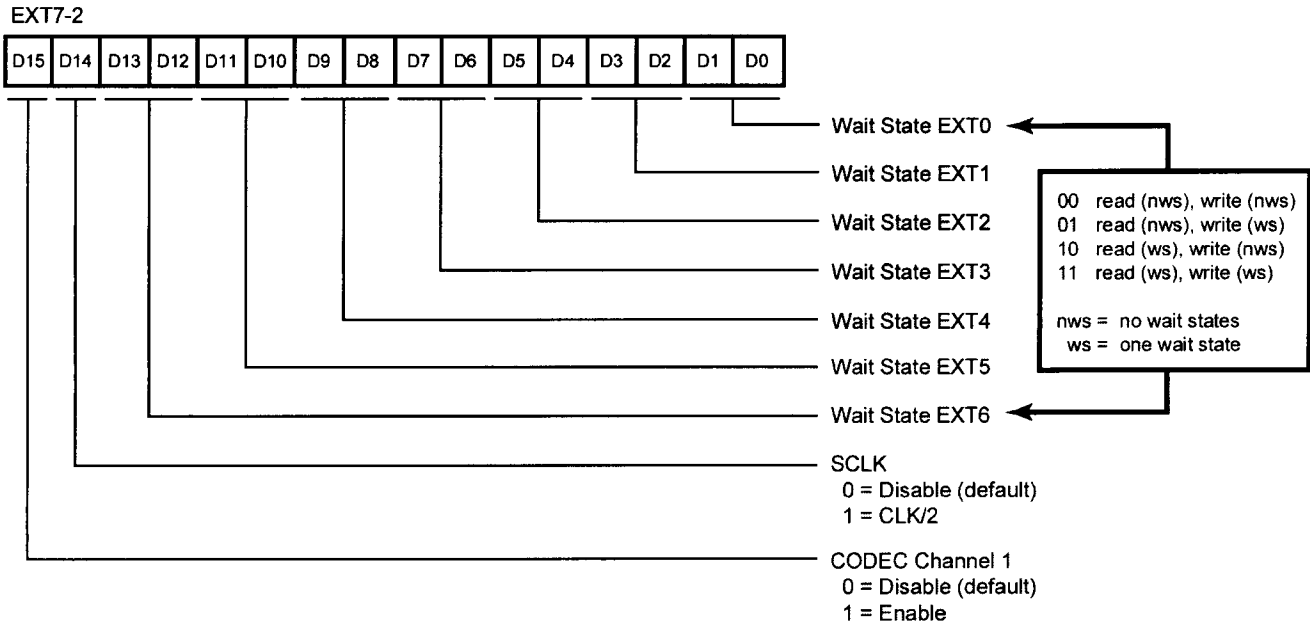 EXT7-2
D15 D14 D13 D12 D11 D10 D9 D8 D7 D6 D5 D4 D3 D2 D1 D0
Wait State EXT0
Wait State EXT1
Wait State EXT2
Wait State EXT3
Wait State EXT4
Wait State EXT5
Wait State EXT6
00 read (nws), write (nws)
01 read (nws), write (ws)
10 read (ws), write (nws)
11 read (ws), write (ws)
nws = no wait states
ws = one wait state
SCLK
0 = Disable (default)
1 = CLK/2
CODEC Channel 1
0 = Disable (default)
1 = Enable